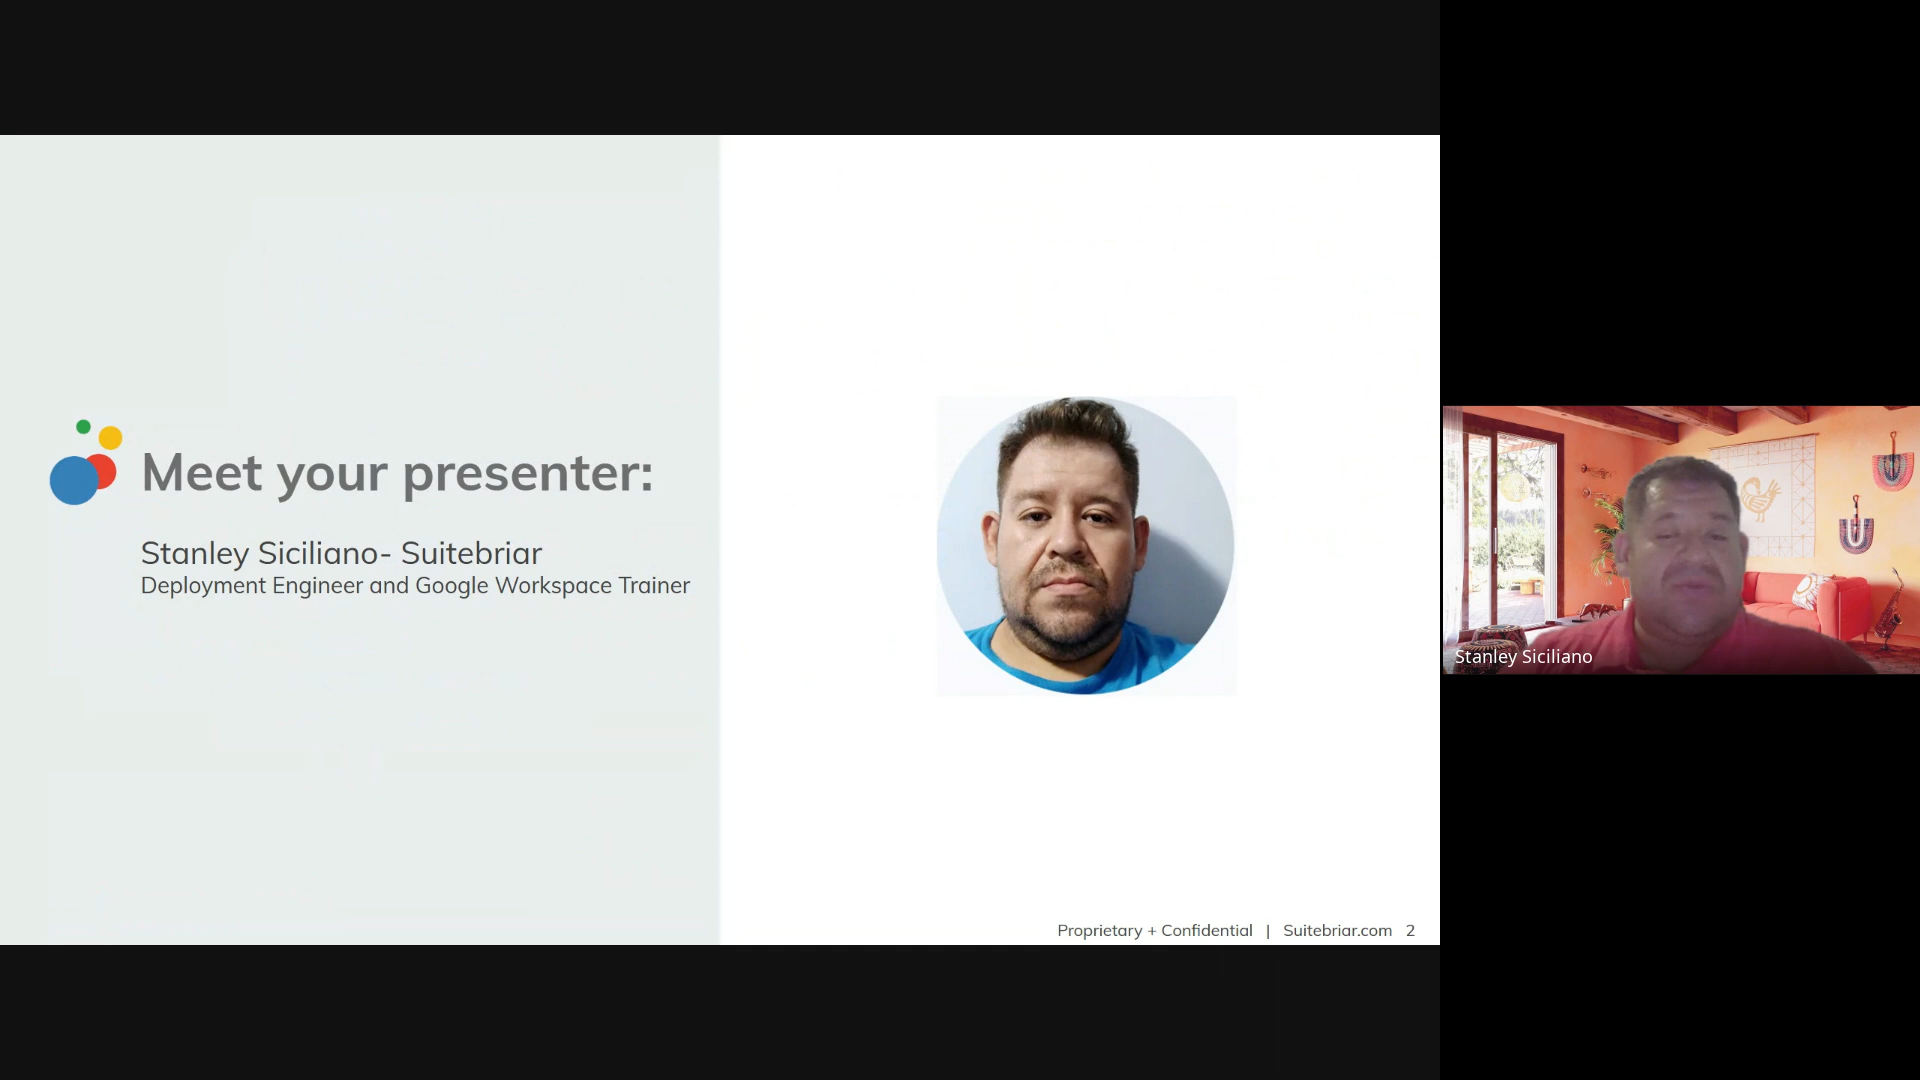 Meet your presenter:
Stanley Siciliano- Suitebriar
Deployment Engineer and Google Workspace Trainer
Proprietary + Confidential | Suitebriar.com 2
Stanley Siciliano